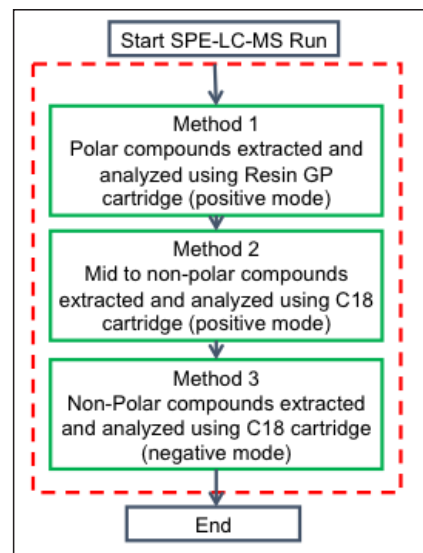 Start SPE-LC-MS Run
Method 1
Polar compounds extracted and
analyzed using Resin GP
cartridge (positive mode)
Method 2
Mid to non-polar compounds
extracted and analyzed using C18
cartridge (positive mode)
Method 3
Non-Polar compounds extracted
and analyzed using C18 cartridge
(negative mode)
End